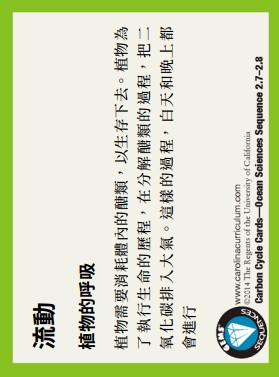 流動
植物的呼吸
植物需要消耗體內的醣類，以生存下去。植物為
了執行生命的歷程，在分解醣類的過程，把二
氧化碳排入大氣。這樣的過程，白天和晚上都
會進行
www.carolinacurriculum.com
©2014 The Regents of the University of California
Carbon Cycle Cards—Ocean Sciences Sequence 2.7–2.8
GEMS
SEQUENCES